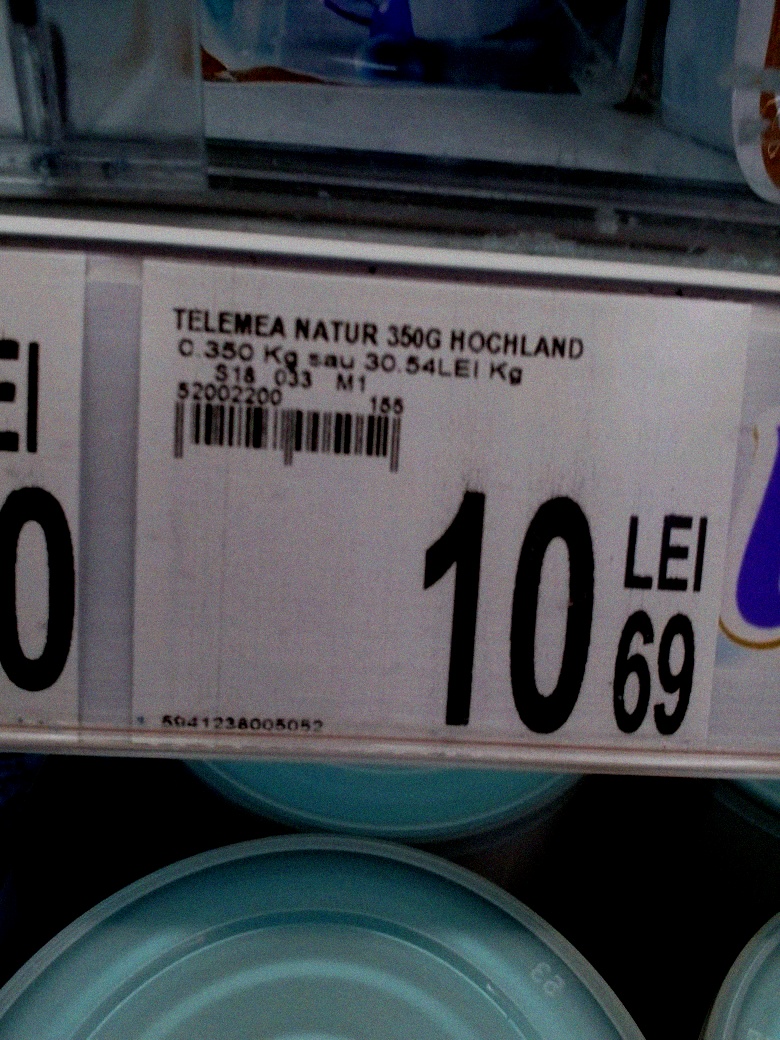 TELEMEA NATUR 350G HOCHLAND
0.350 Kg sau 30.54LEI Kg
S18 033 M1
52002200 155
10 LEI
69
5941238005052
EI
0